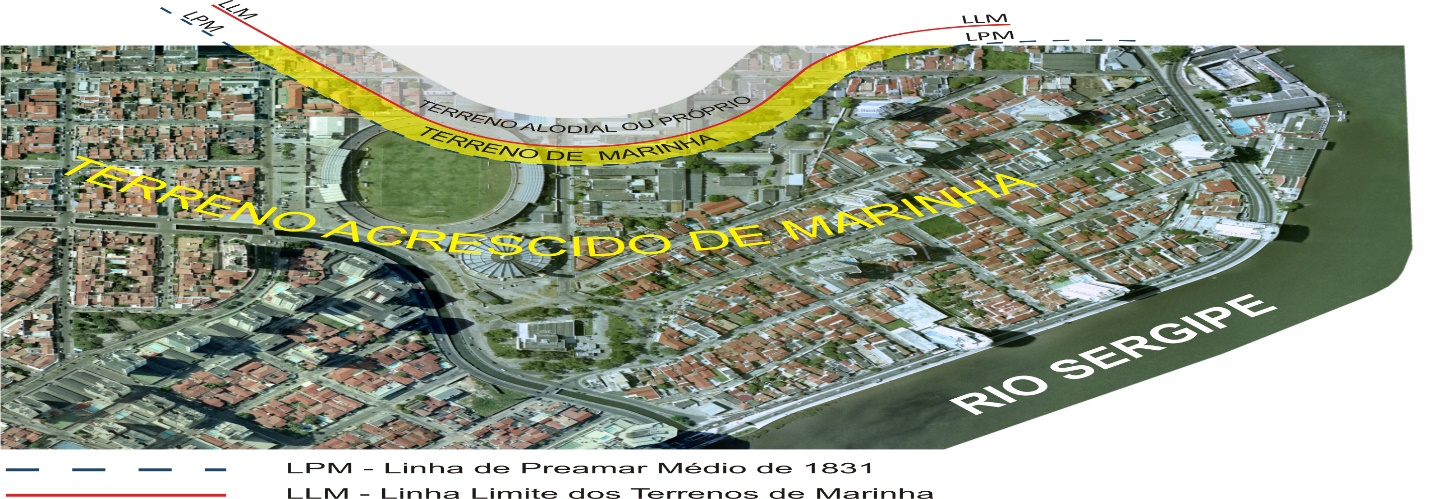 LLM
LPM
LLM
LPM
TERRENO ALODIAL OU PRÓPRIO
TERRENO DE MARINHA
TERRENO ACRESCIDO DE MARINHA
RIO SERGIPE
LPM - Linha de Preamar Médio de 1831
LLM - Linha Limite dos Terrenos de Marinha